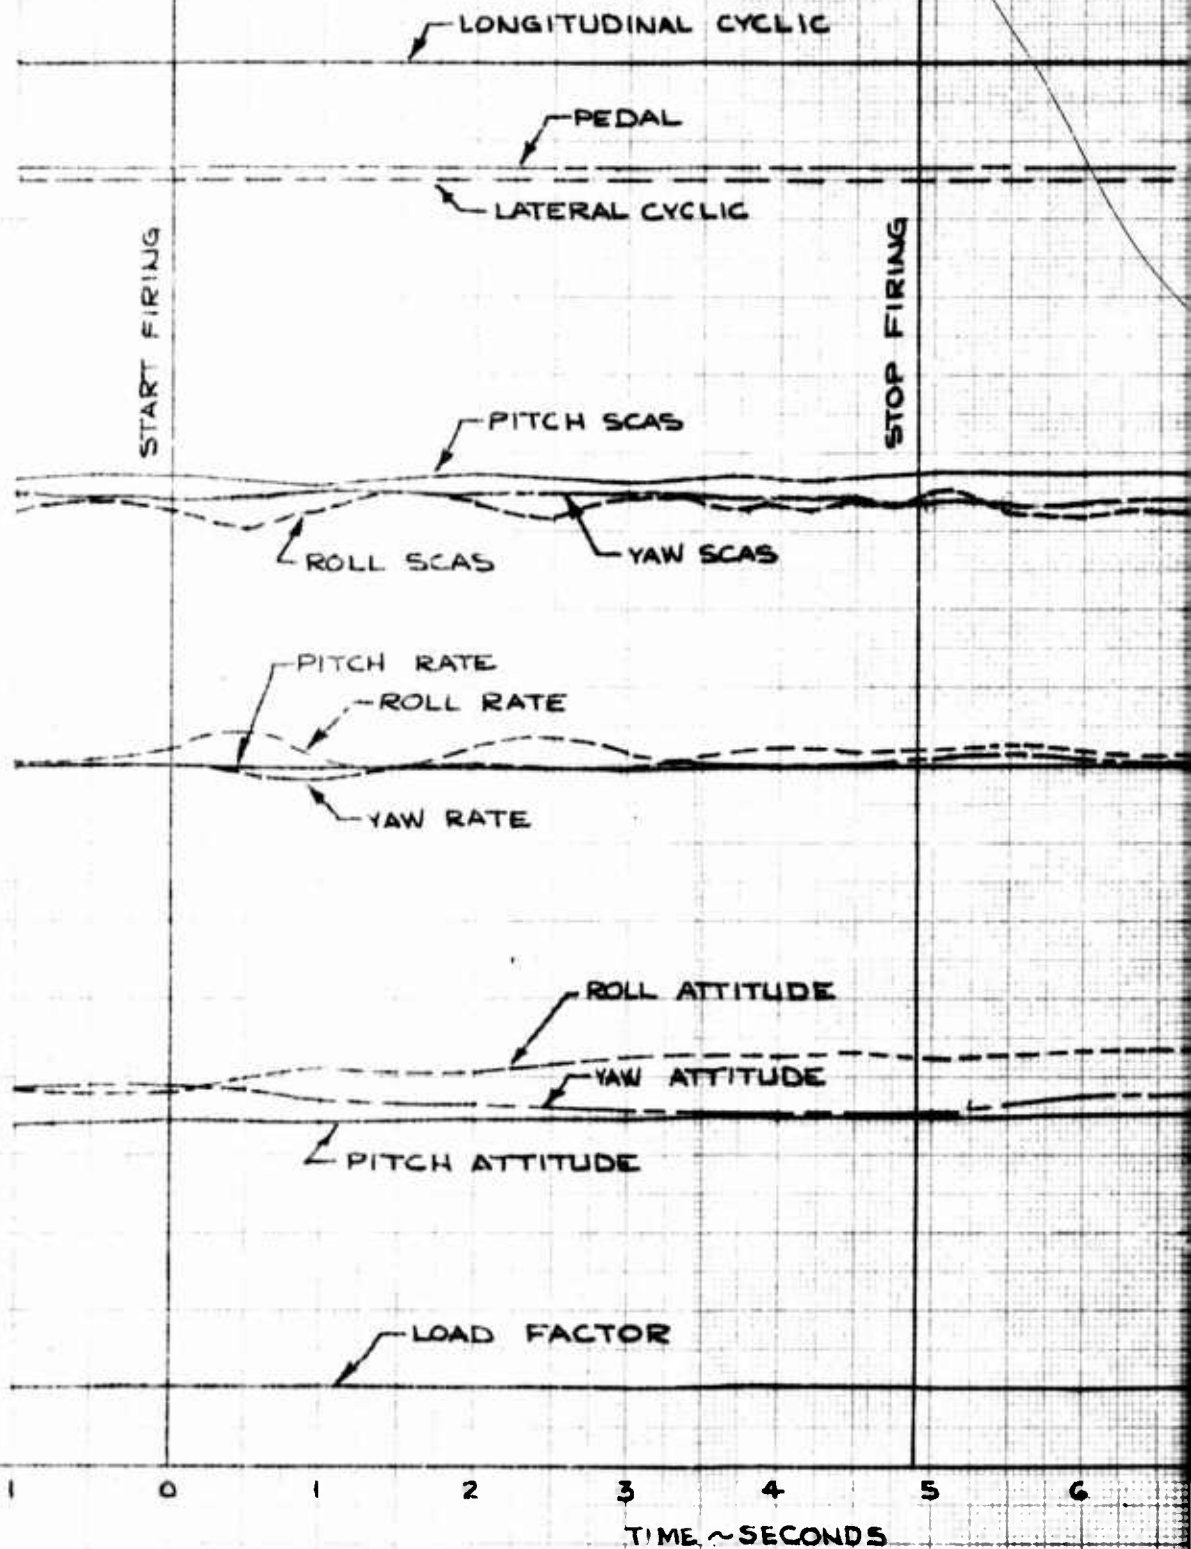 LONGITUDINAL CYCLIC
PEDAL
LATERAL CYCLIC
START FIRING
STOP FIRING
PITCH SCAS
ROLL SCAS
YAW SCAS
PITCH RATE
ROLL RATE
YAW RATE
ROLL ATTITUDE
YAW ATTITUDE
PITCH ATTITUDE
LOAD FACTOR
1 0 1 2 3 4 5 6
TIME ~ SECONDS